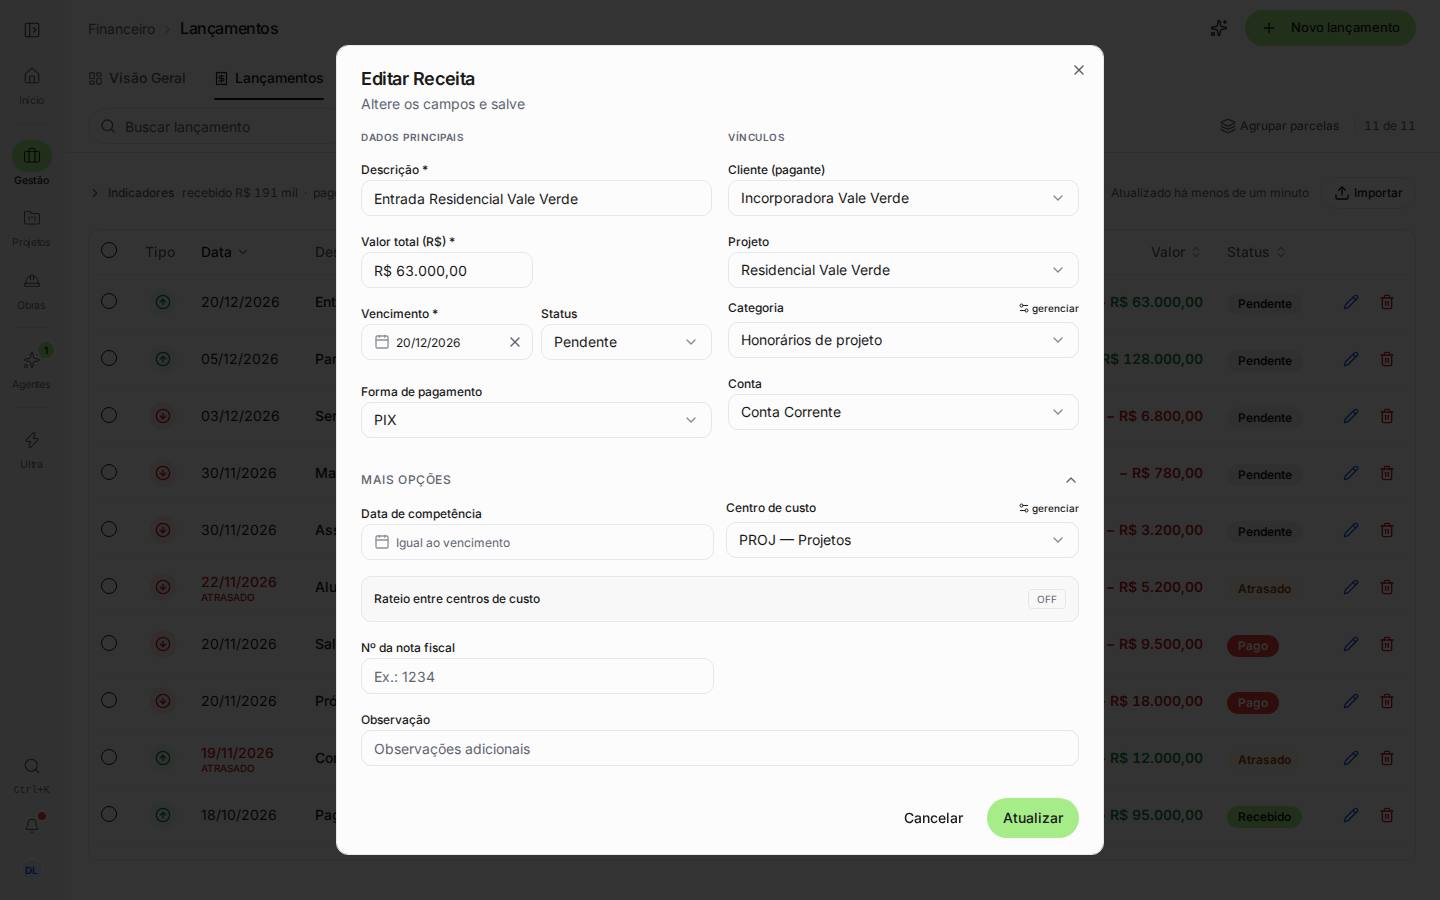 Financeiro > Lançamentos
Novo lançamento
Início
Gestão
Projetos
Obras
1
Agentes
Ultra
Ctrl+K
DL
Visão Geral
Lançamentos
Buscar lançamento
Agrupar parcelas
11 de 11
Indicadores recebido R$ 191 mil ·
Atualizado há menos de um minuto
Importar
Tipo Data Valor Status
20/12/2026 R$ 63.000,00 Pendente
05/12/2026 R$ 128.000,00 Pendente
03/12/2026 – R$ 6.800,00 Pendente
30/11/2026 – R$ 780,00 Pendente
30/11/2026 – R$ 3.200,00 Pendente
22/11/2026 – R$ 5.200,00 Atrasado
ATRASADO
20/11/2026 – R$ 9.500,00 Pago
20/11/2026 R$ 18.000,00 Pago
19/11/2026 R$ 12.000,00 Atrasado
ATRASADO
18/10/2026 R$ 95.000,00 Recebido
Editar Receita
Altere os campos e salve
DADOS PRINCIPAIS
Descrição *
Entrada Residencial Vale Verde
Valor total (R$) *
R$ 63.000,00
Vencimento *
20/12/2026
Status
Pendente
Forma de pagamento
PIX
VÍNCULOS
Cliente (pagante)
Incorporadora Vale Verde
Projeto
Residencial Vale Verde
Categoria
gerenciar
Honorários de projeto
Conta
Conta Corrente
MAIS OPÇÕES
Data de competência
Igual ao vencimento
Centro de custo
gerenciar
PROJ — Projetos
Rateio entre centros de custo
OFF
Nº da nota fiscal
Ex.: 1234
Observação
Observações adicionais
Cancelar
Atualizar